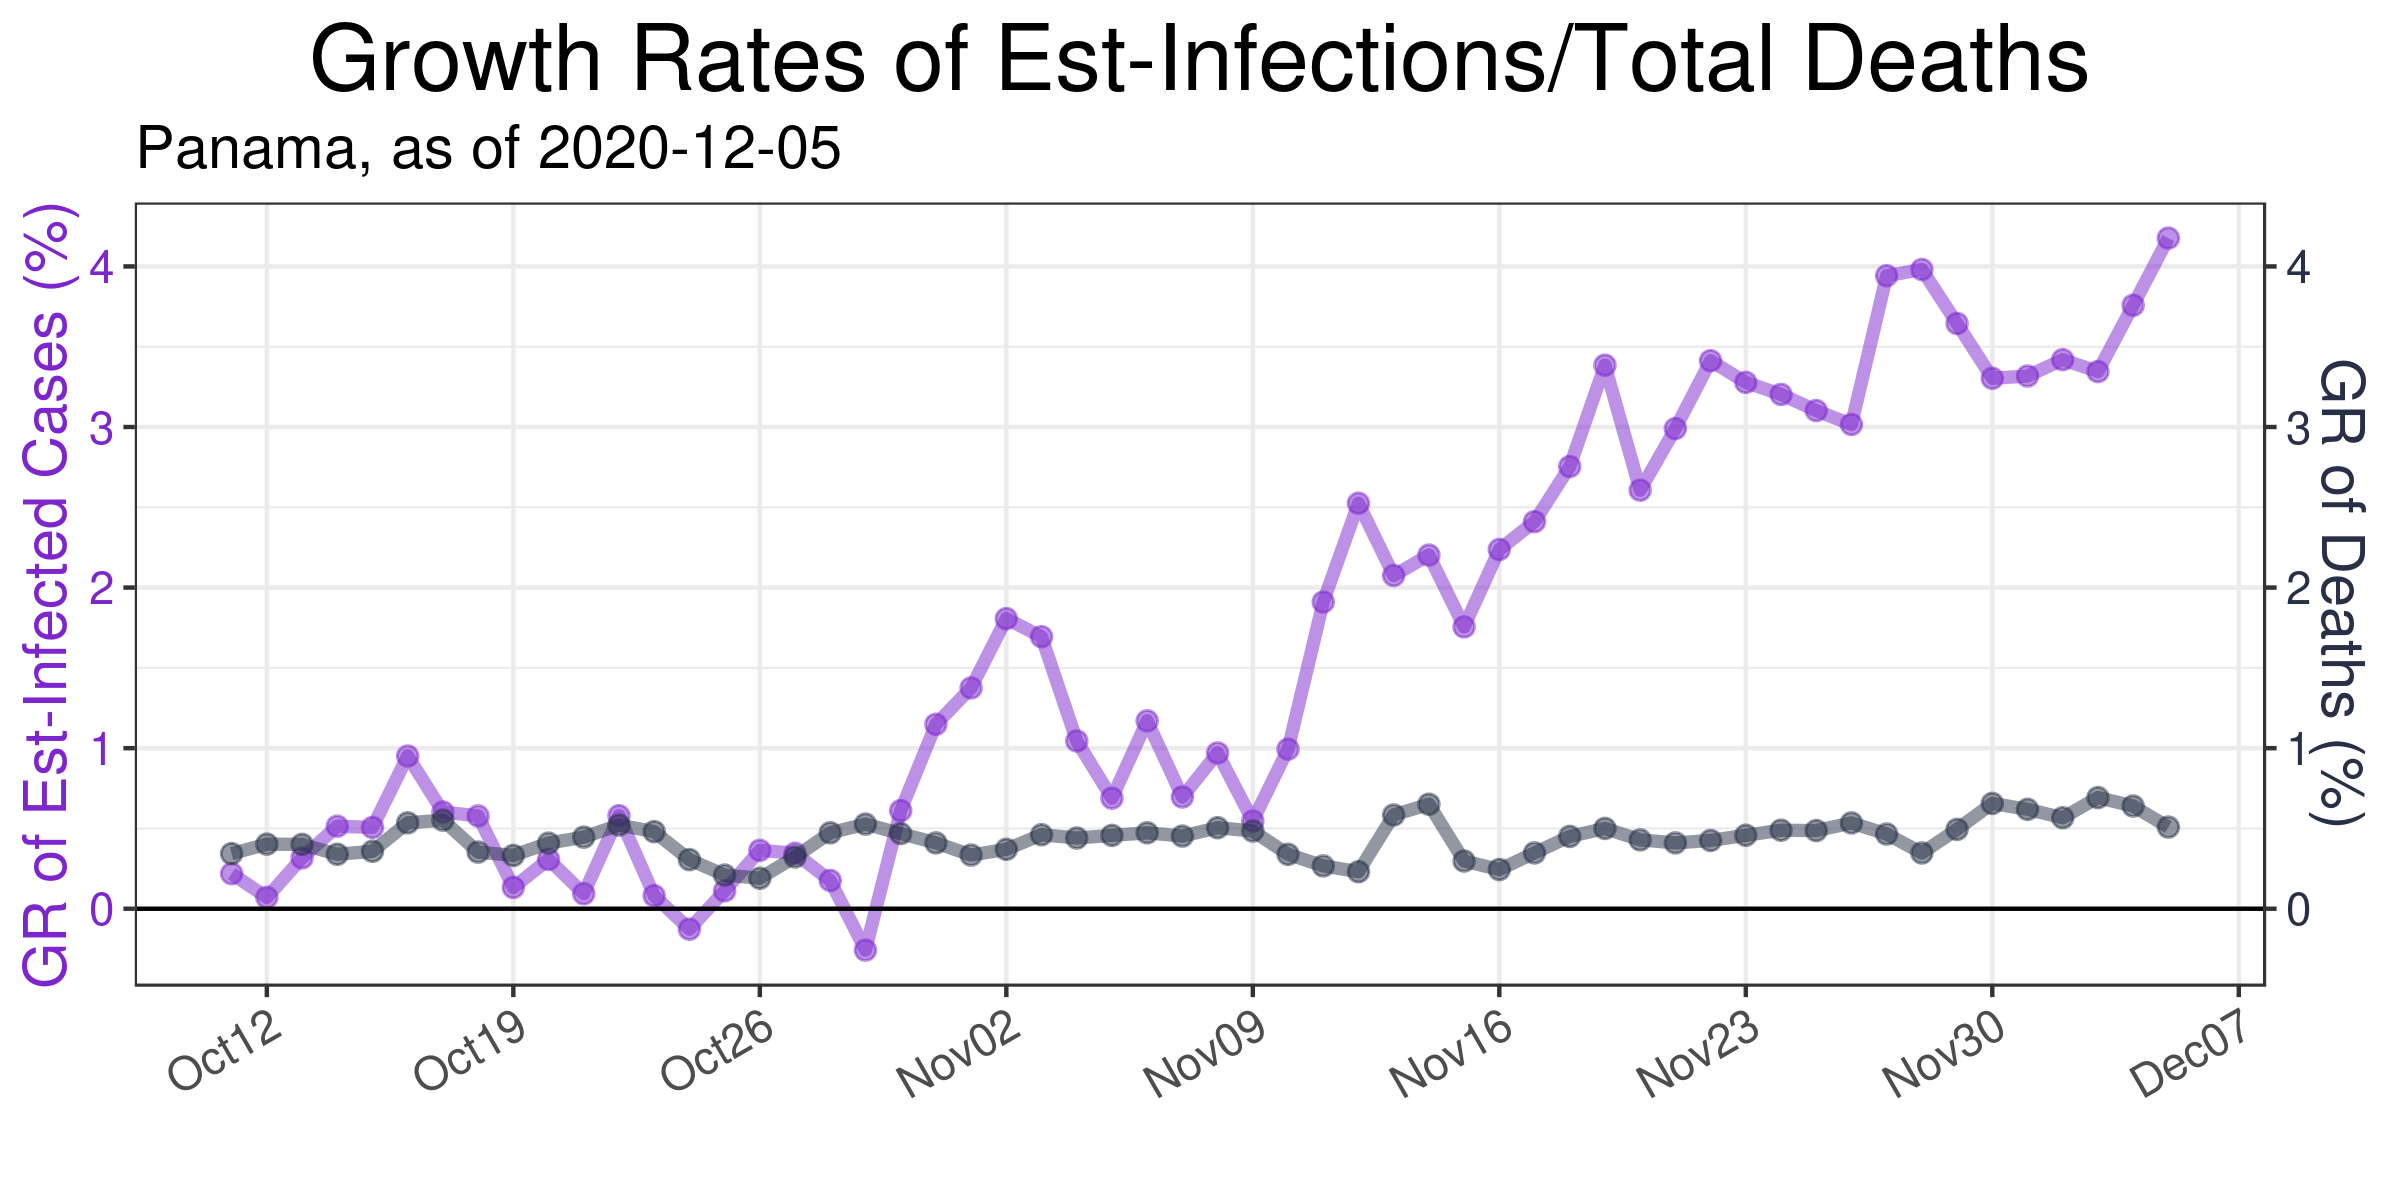 Growth Rates of Est-Infections/Total Deaths
Panama, as of 2020-12-05
GR of Est-Infected Cases (%)
4
3
2
1
0
4
3
2
1
0
GR of Deaths (%)
Oct12
Oct19
Oct26
Nov02
Nov09
Nov16
Nov23
Nov30
Dec07